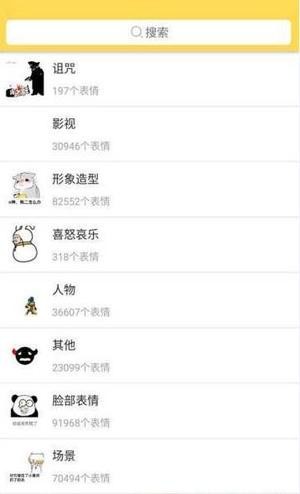 搜索
诅咒
197个表情
影视
30946个表情
形象造型
82552个表情
喜怒哀乐
318个表情
人物
36607个表情
其他
23099个表情
脸部表情
91968个表情
场景
70494个表情